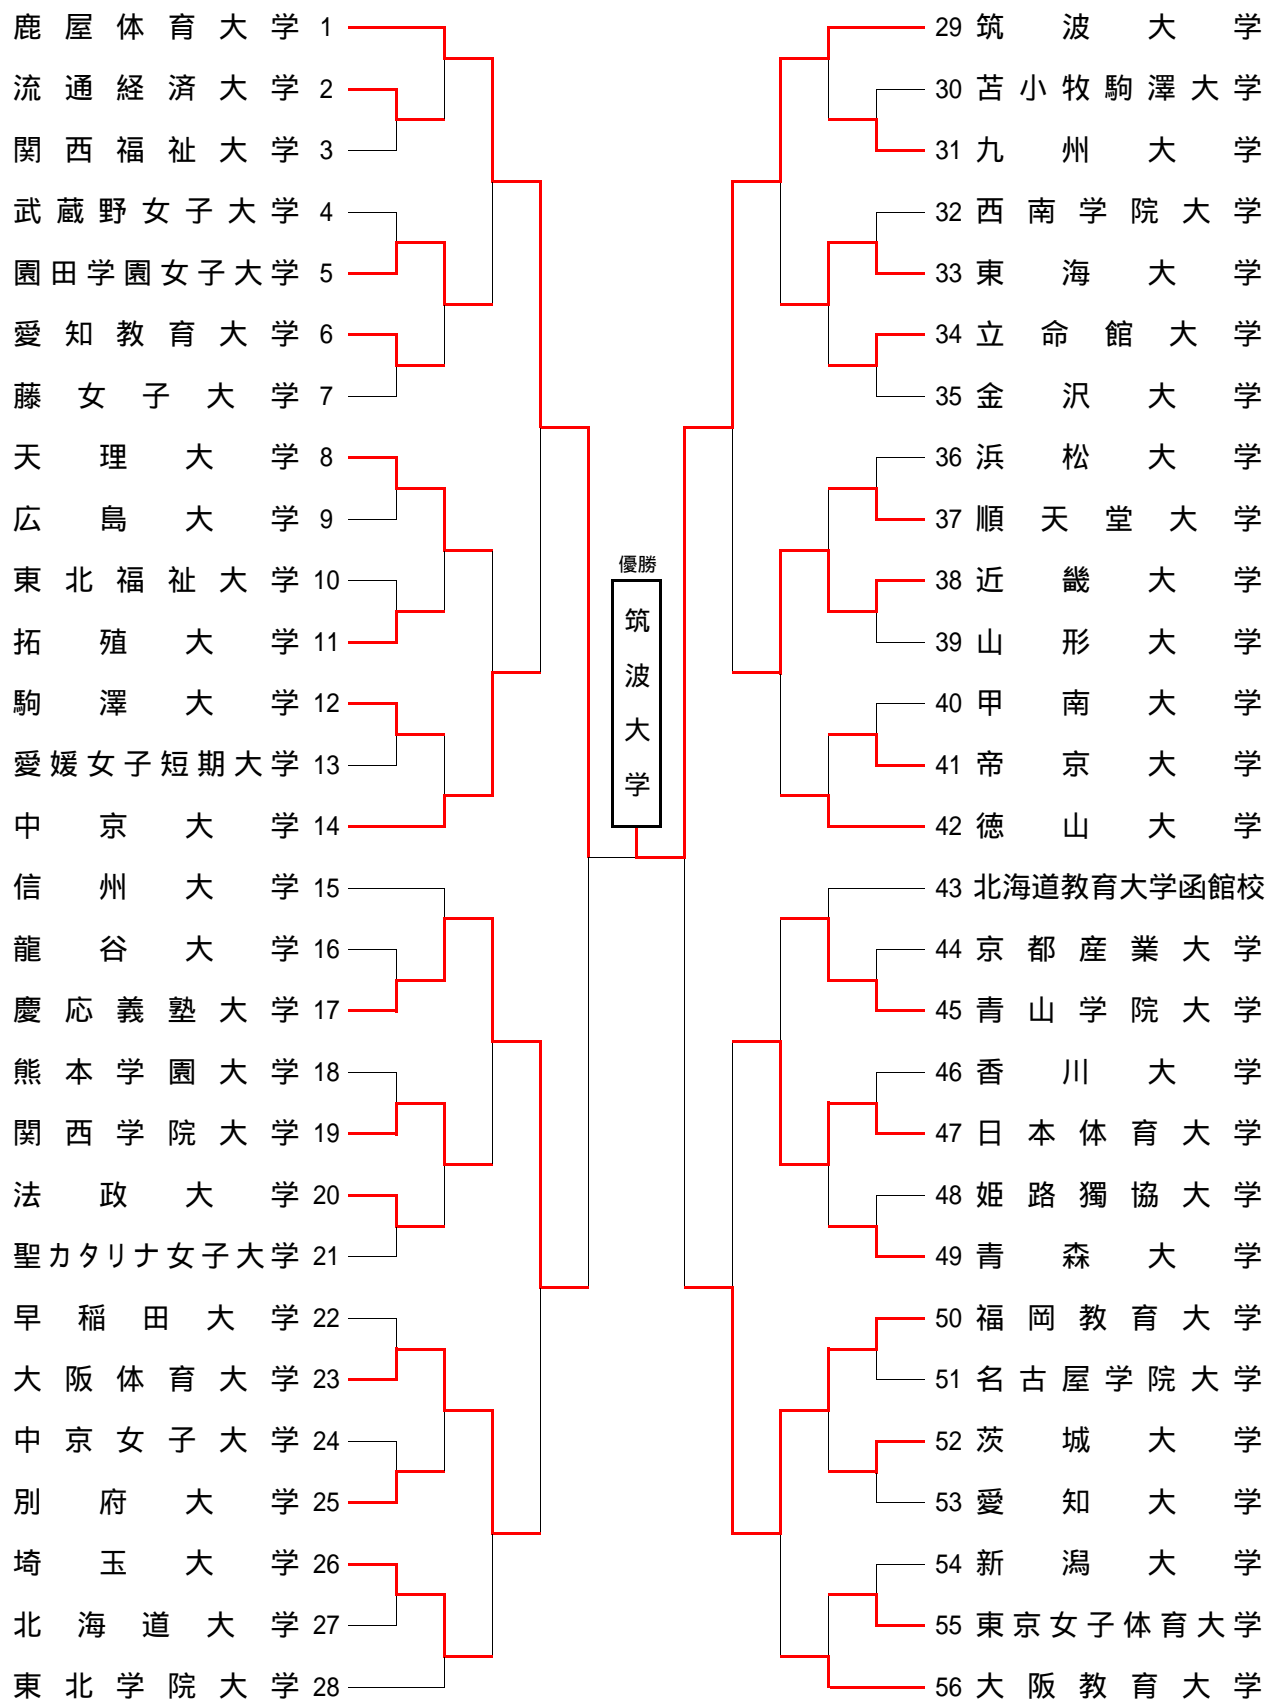 鹿屋体育大学 1
流通経済大学 2
関西福祉大学 3
武蔵野女子大学 4
園田学園女子大学 5
愛知教育大学 6
藤女子大学 7
天理大学 8
広島大学 9
東北福祉大学 10
拓殖大学 11
駒澤大学 12
愛媛女子短期大学 13
中京大学 14
信州大学 15
龍谷大学 16
慶応義塾大学 17
熊本学園大学 18
関西学院大学 19
法政大学 20
聖カタリナ女子大学 21
早稲田大学 22
大阪体育大学 23
中京女子大学 24
別府大学 25
埼玉大学 26
北海道大学 27
東北学院大学 28
優勝
筑波大学
29 筑波大学
30 苫小牧駒澤大学
31 九州大学
32 西南学院大学
33 東海大学
34 立命館大学
35 金沢大学
36 浜松大学
37 順天堂大学
38 近畿大学
39 山形大学
40 甲南大学
41 帝京大学
42 徳山大学
43 北海道教育大学函館校
44 京都産業大学
45 青山学院大学
46 香川大学
47 日本体育大学
48 姫路獨協大学
49 青森大学
50 福岡教育大学
51 名古屋学院大学
52 茨城大学
53 愛知大学
54 新潟大学
55 東京女子体育大学
56 大阪教育大学